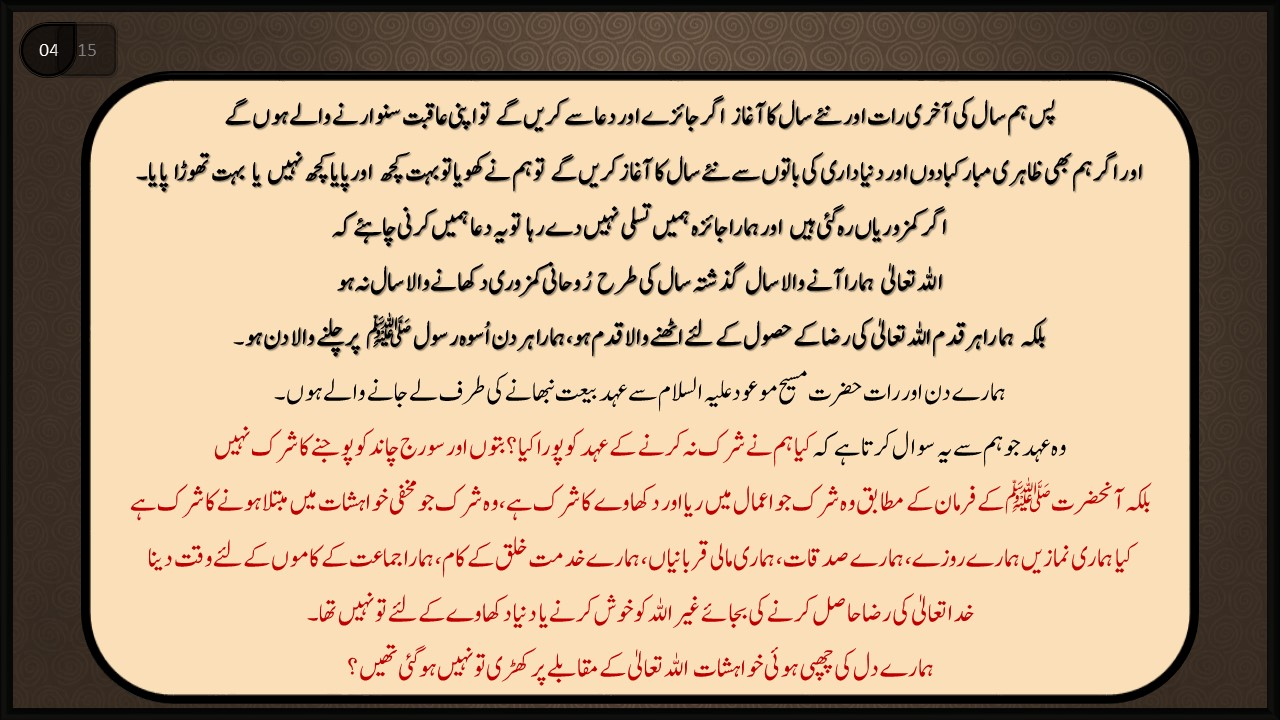 04 15
پس ہم سال کی آخری رات اور نئے سال کا آغاز اگر جائزے اور دعا سے کریں گے تو اپنی عاقبت سنوارنے والے ہوں گے
اور اگر ہم بھی ظاہری مبارکبادوں اور دنیاداری کی باتوں سے نئے سال کا آغاز کریں گے تو ہم نے کھویا تو بہت کچھ اور پایا کچھ نہیں یا بہت تھوڑا پایا۔
اگر کمزوریاں رہ گئی ہیں اور ہمارا جائزہ ہمیں تسلی نہیں دے رہا تو یہ دعا ہمیں کرنی چاہئے کہ
اللہ تعالیٰ ہمارا آنے والا سال گذشتہ سال کی طرح رُوحانی کمزوری دکھانے والا سال نہ ہو
بلکہ ہمارا ہر قدم اللہ تعالیٰ کی رضا کے حصول کے لئے اٹھنے والا قدم ہو، ہمارا ہر دن اُسوہ رسول ﷺ پر چلنے والا دن ہو۔
ہمارے دن اور رات حضرت مسیح موعود علیہ السلام سے عہد بیعت نبھانے کی طرف لے جانے والے ہوں۔
وہ عہد جو ہم سے یہ سوال کرتا ہے کہ کیا ہم نے شرک نہ کرنے کے عہد کو پورا کیا؟ بتوں اور سورج چاند کو پوجنے کا شرک نہیں
بلکہ آنحضرت ﷺ کے فرمان کے مطابق وہ شرک جو اعمال میں ریا اور دکھاوے کا شرک ہے، وہ شرک جو مخفی خواہشات میں مبتلا ہونے کا شرک ہے
کیا ہماری نمازیں ہمارے روزے، ہمارے صدقات، ہماری مالی قربانیاں، ہمارے خدمت خلق کے کام، ہمارا جماعت کے کاموں کے لئے وقت دینا
خدا تعالیٰ کی رضا حاصل کرنے کی بجائے غیر اللہ کو خوش کرنے یا دنیا دکھاوے کے لئے تو نہیں تھا۔
ہمارے دل کی چھپی ہوئی خواہشات اللہ تعالیٰ کے مقابلے پر کھڑی تو نہیں ہو گئی تھیں؟